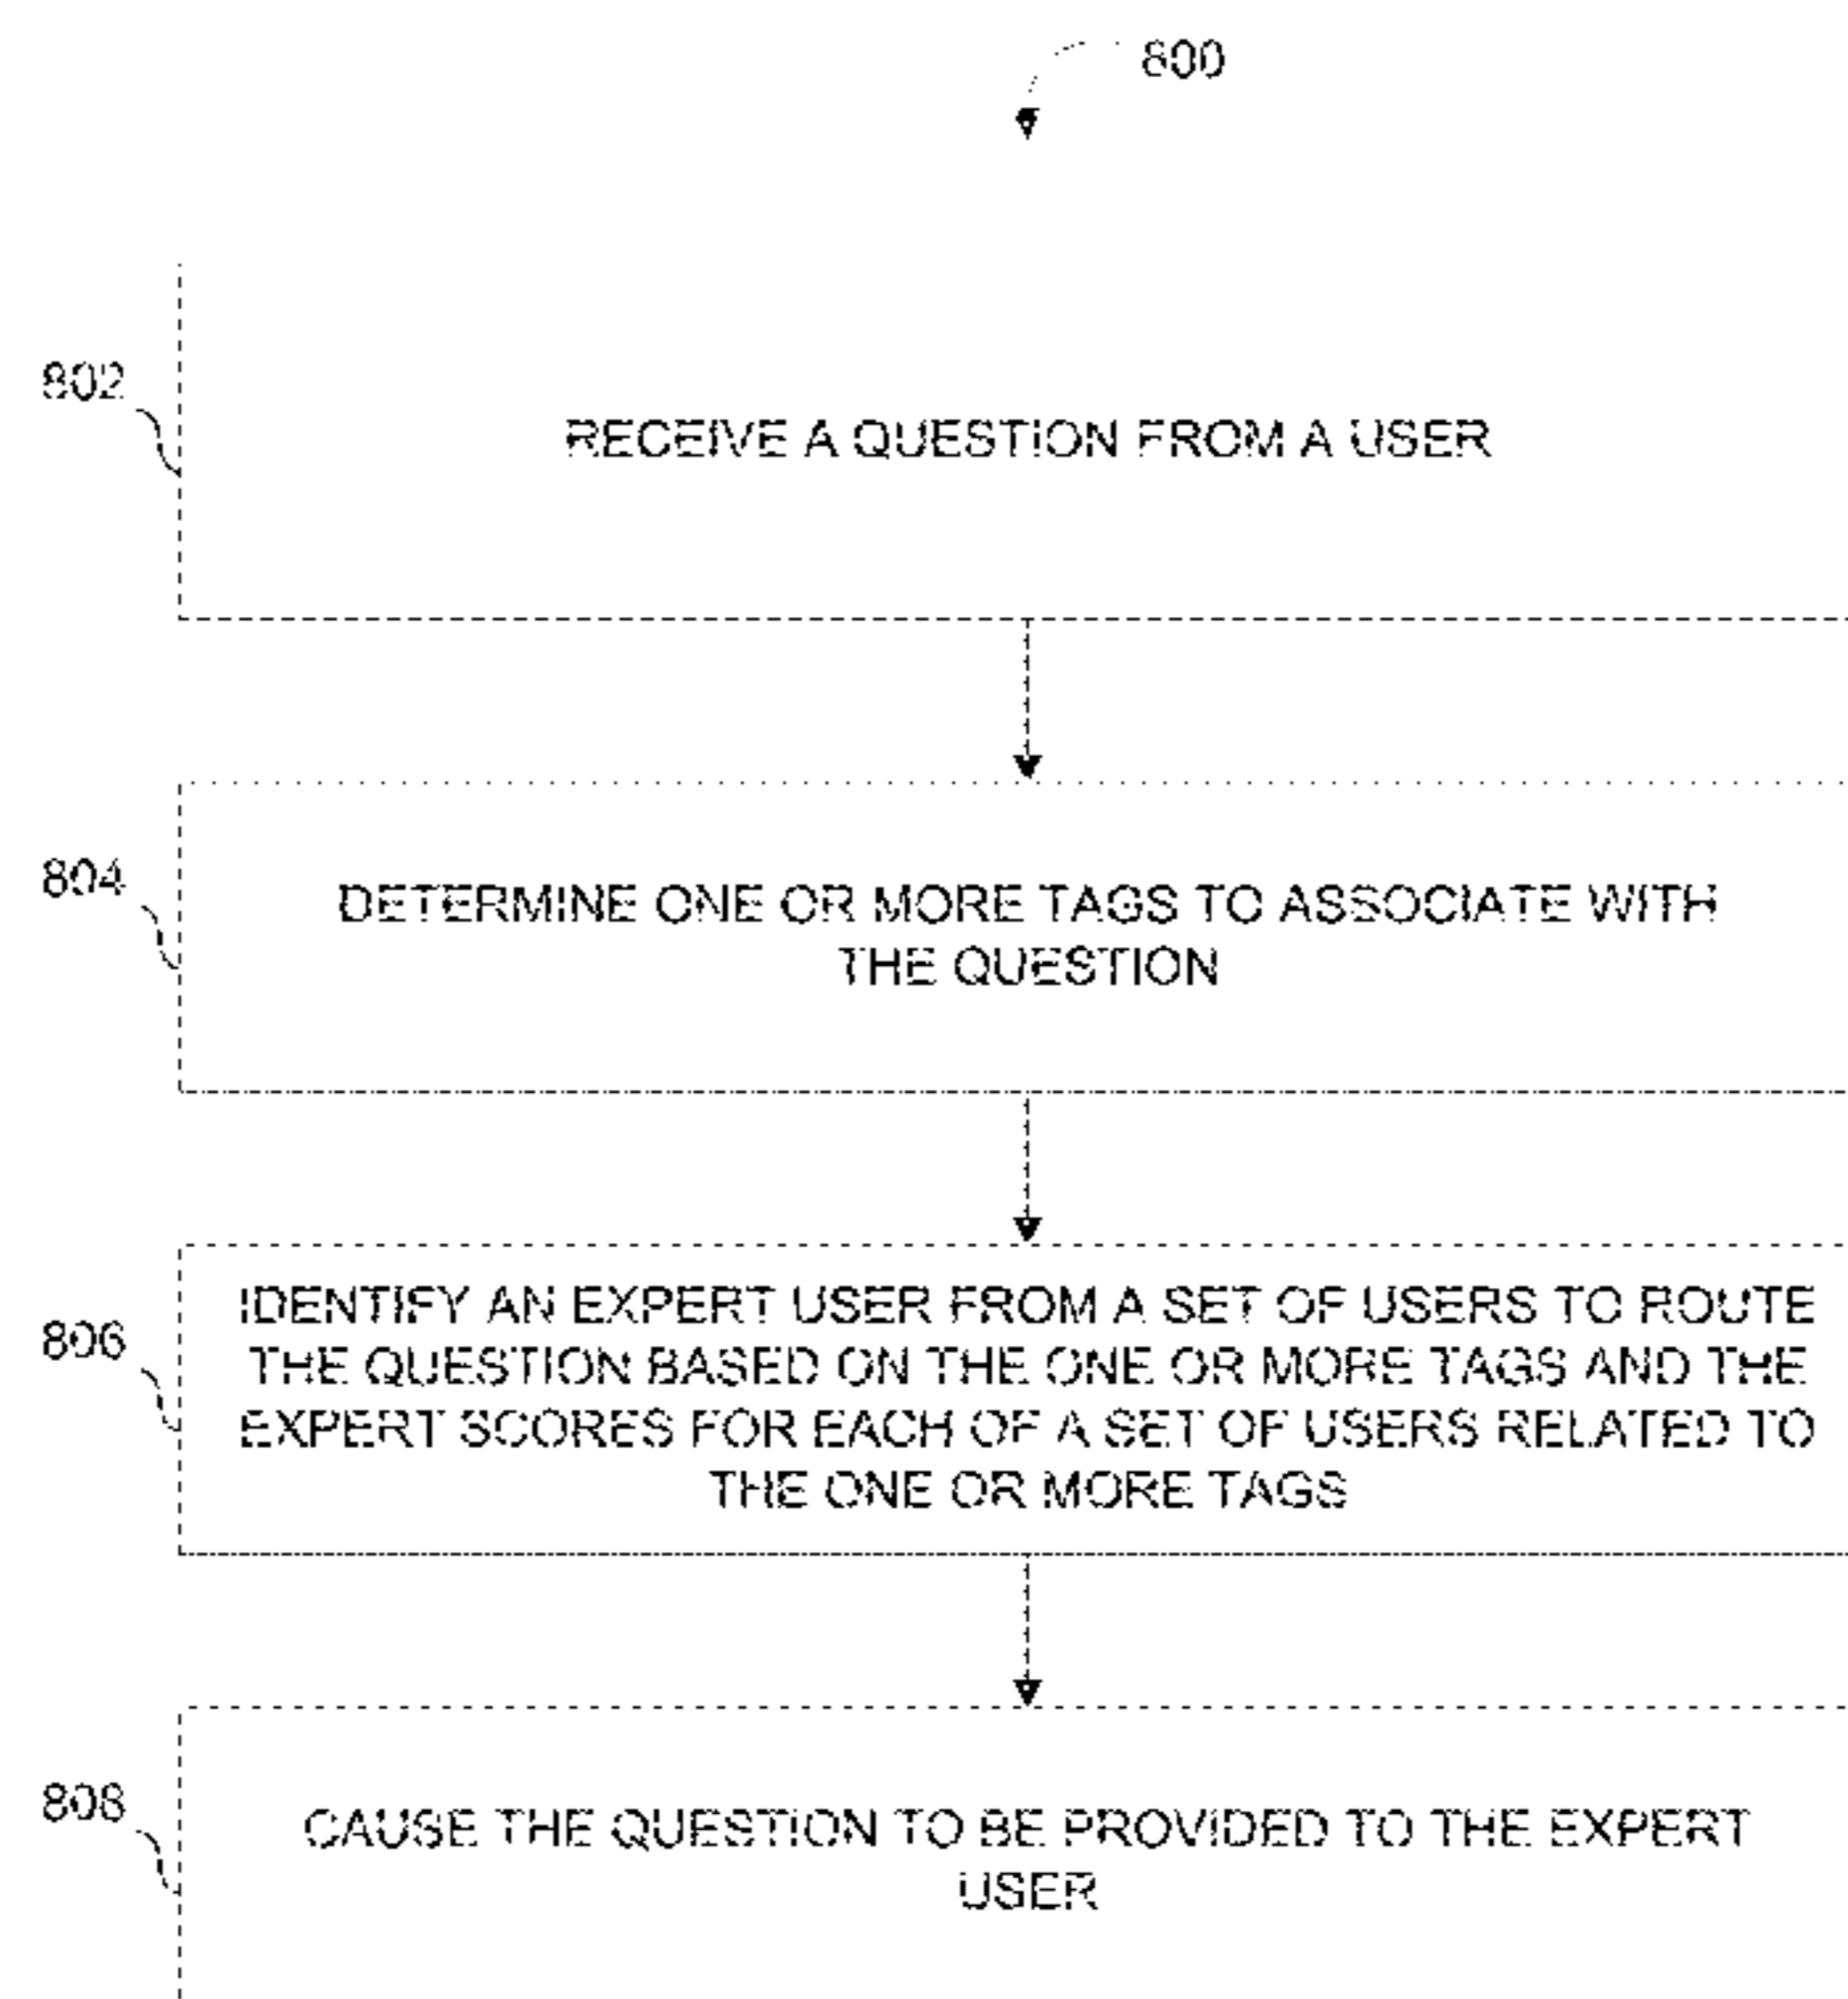 800
802
RECEIVE A QUESTION FROM A USER
804
DETERMINE ONE OR MORE TAGS TO ASSOCIATE WITH
THE QUESTION
806
IDENTIFY AN EXPERT USER FROM A SET OF USERS TO ROUTE
THE QUESTION BASED ON THE ONE OR MORE TAGS AND THE
EXPERT SCORES FOR EACH OF A SET OF USERS RELATED TO
THE ONE OR MORE TAGS
808
CAUSE THE QUESTION TO BE PROVIDED TO THE EXPERT
USER